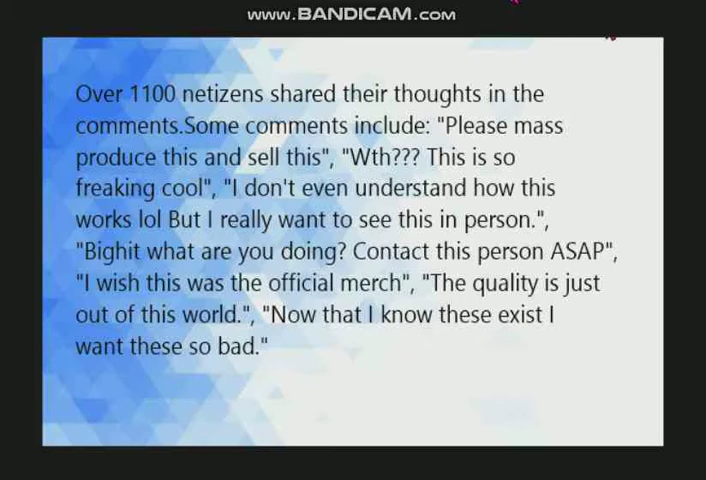 www.BANDICAM.com
Over 1100 netizens shared their thoughts in the
comments.Some comments include: "Please mass
produce this and sell this", "Wth??? This is so
freaking cool", "I don't even understand how this
works lol But I really want to see this in person.",
"Bighit what are you doing? Contact this person ASAP",
"I wish this was the official merch", "The quality is just
out of this world.", "Now that I know these exist I
want these so bad."